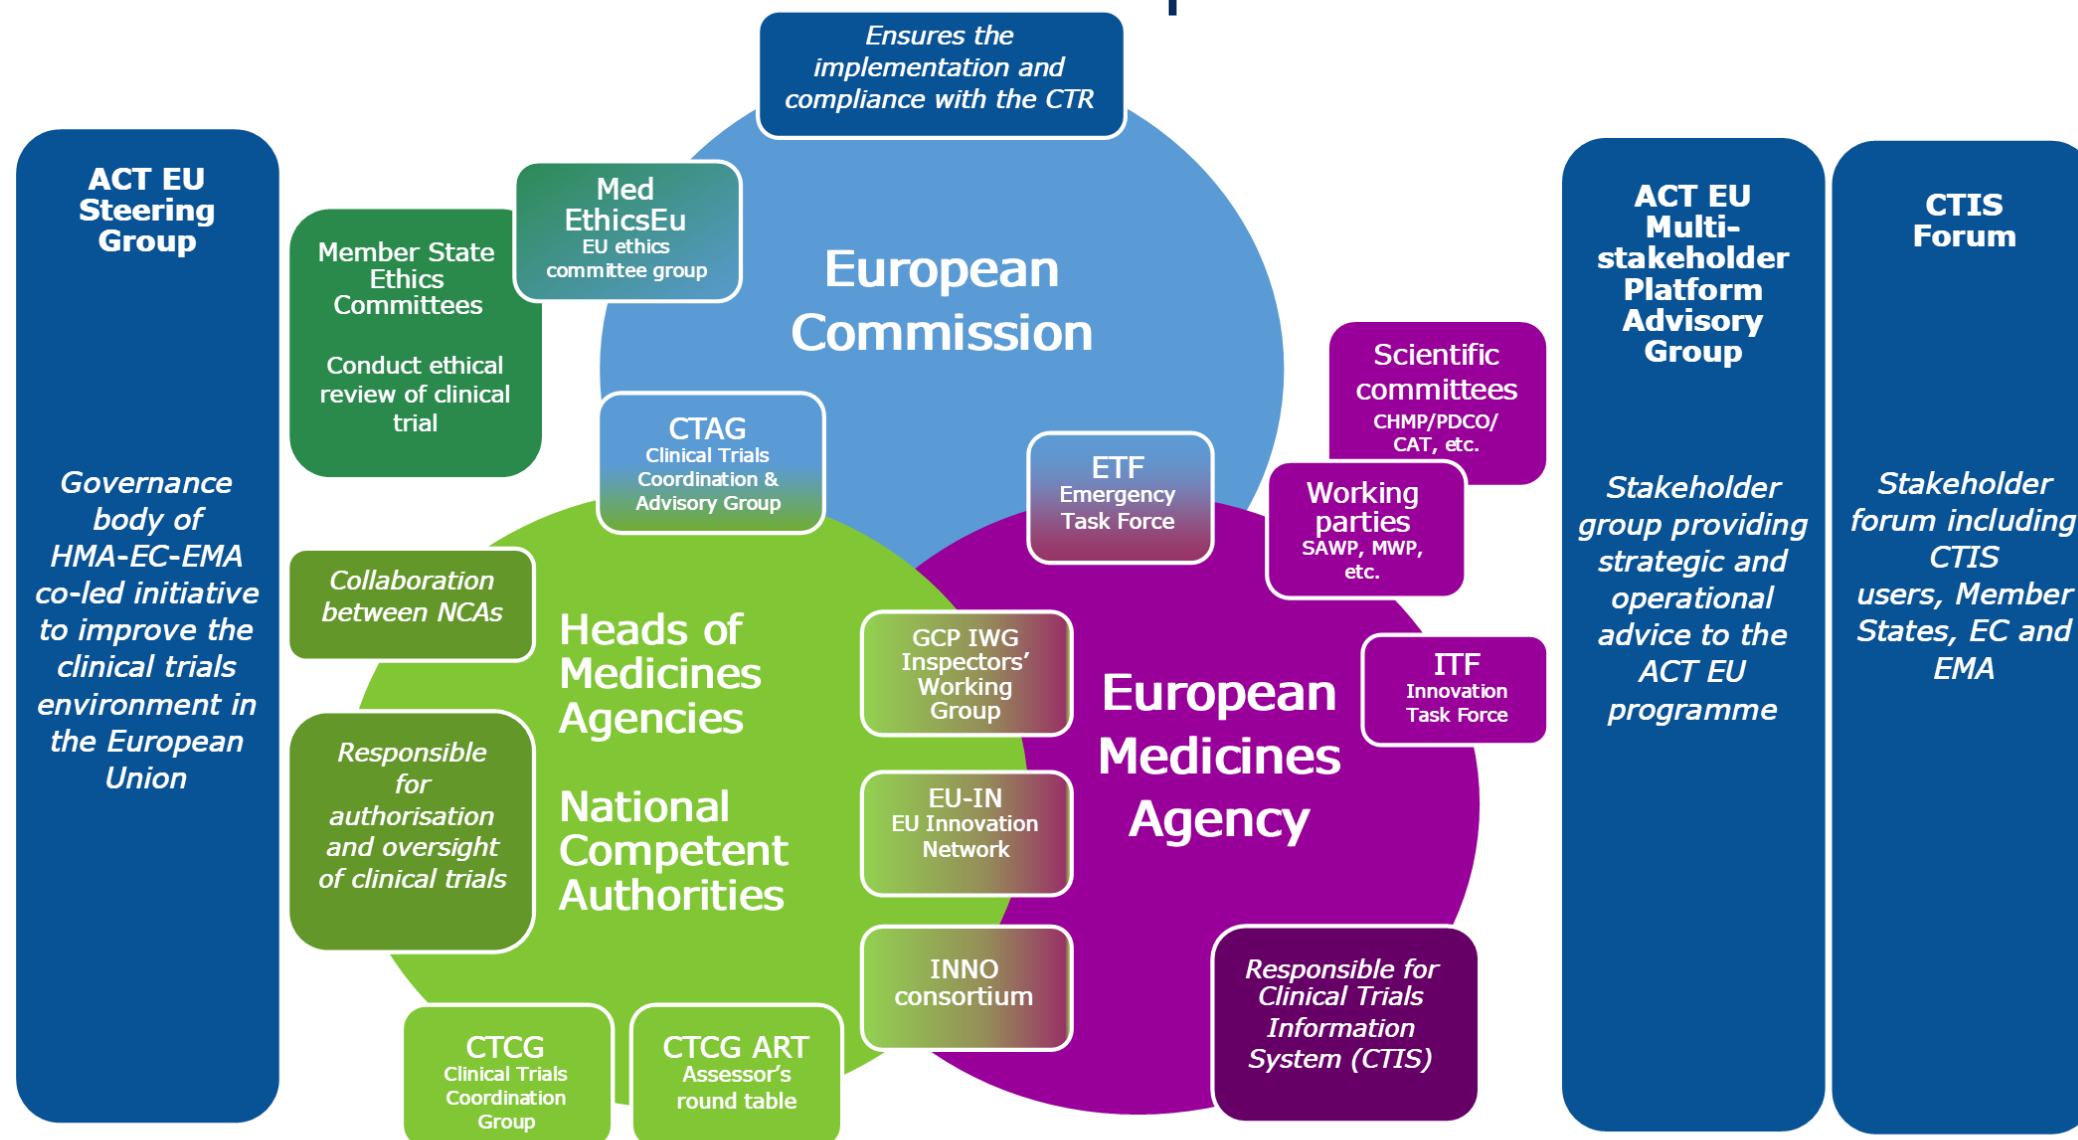 Ensures the
implementation and
compliance with the CTR
ACT EU
Steering
Group
Governance
body of
HMA-EC-EMA
co-led initiative
to improve the
clinical trials
environment in
the European
Union
Member State
Ethics
Committees
Conduct ethical
review of clinical
trial
Med
EthicsEu
EU ethics
committee group
European
Commission
CTAG
Clinical Trials
Coordination &
Advisory Group
ETF
Emergency
Task Force
Scientific
committees
CHMP/PDCO/
CAT, etc.
Working
parties
SAWP, MWP,
etc.
Collaboration
between NCAs
Responsible
for
authorisation
and oversight
of clinical trials
Heads of
Medicines
Agencies
National
Competent
Authorities
GCP IWG
Inspectors’
Working
Group
EU-IN
EU Innovation
Network
INNO
consortium
European
Medicines
Agency
ITF
Innovation
Task Force
Responsible for
Clinical Trials
Information
System (CTIS)
CTCG
Clinical Trials
Coordination
Group
CTCG ART
Assessor’s
round table
ACT EU
Multi-
stakeholder
Platform
Advisory
Group
Stakeholder
group providing
strategic and
operational
advice to the
ACT EU
programme
CTIS
Forum
Stakeholder
forum including
CTIS
users, Member
States, EC and
EMA